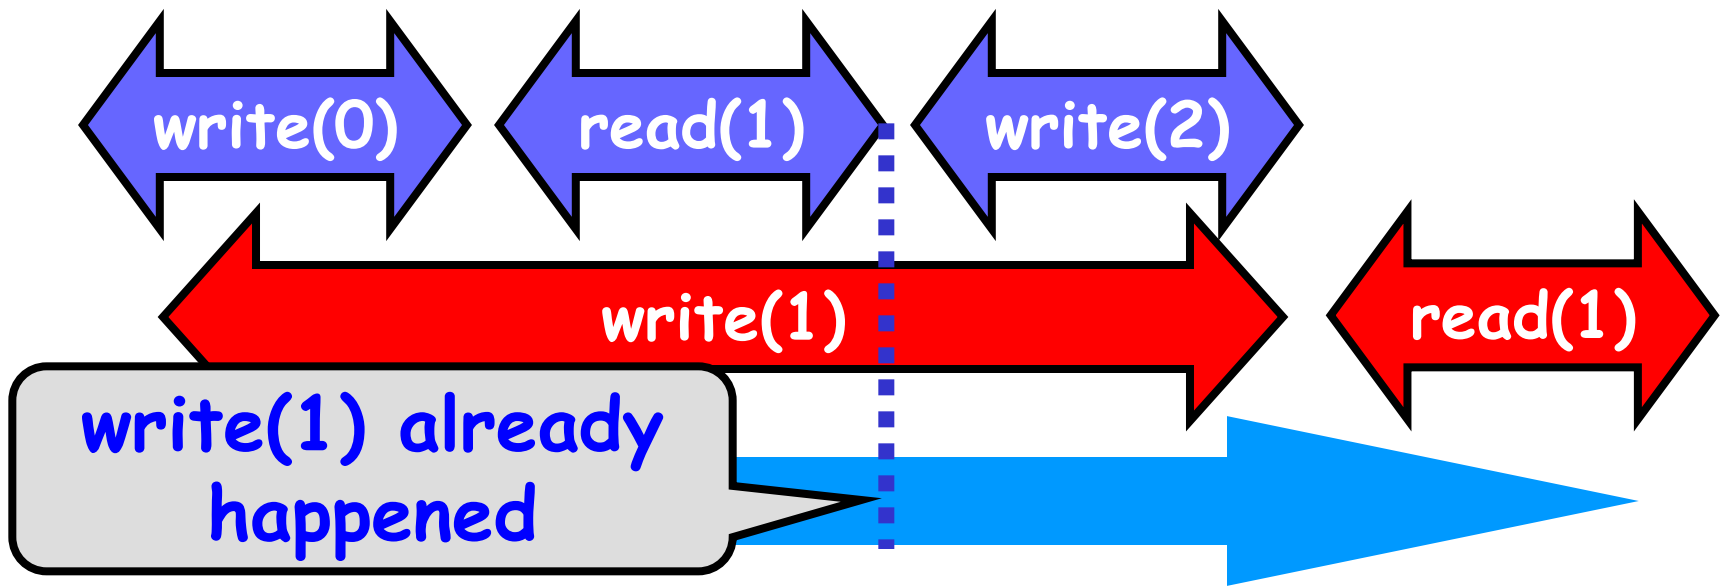 write(0) read(1) write(2)
write(1) read(1)
write(1) already
happened